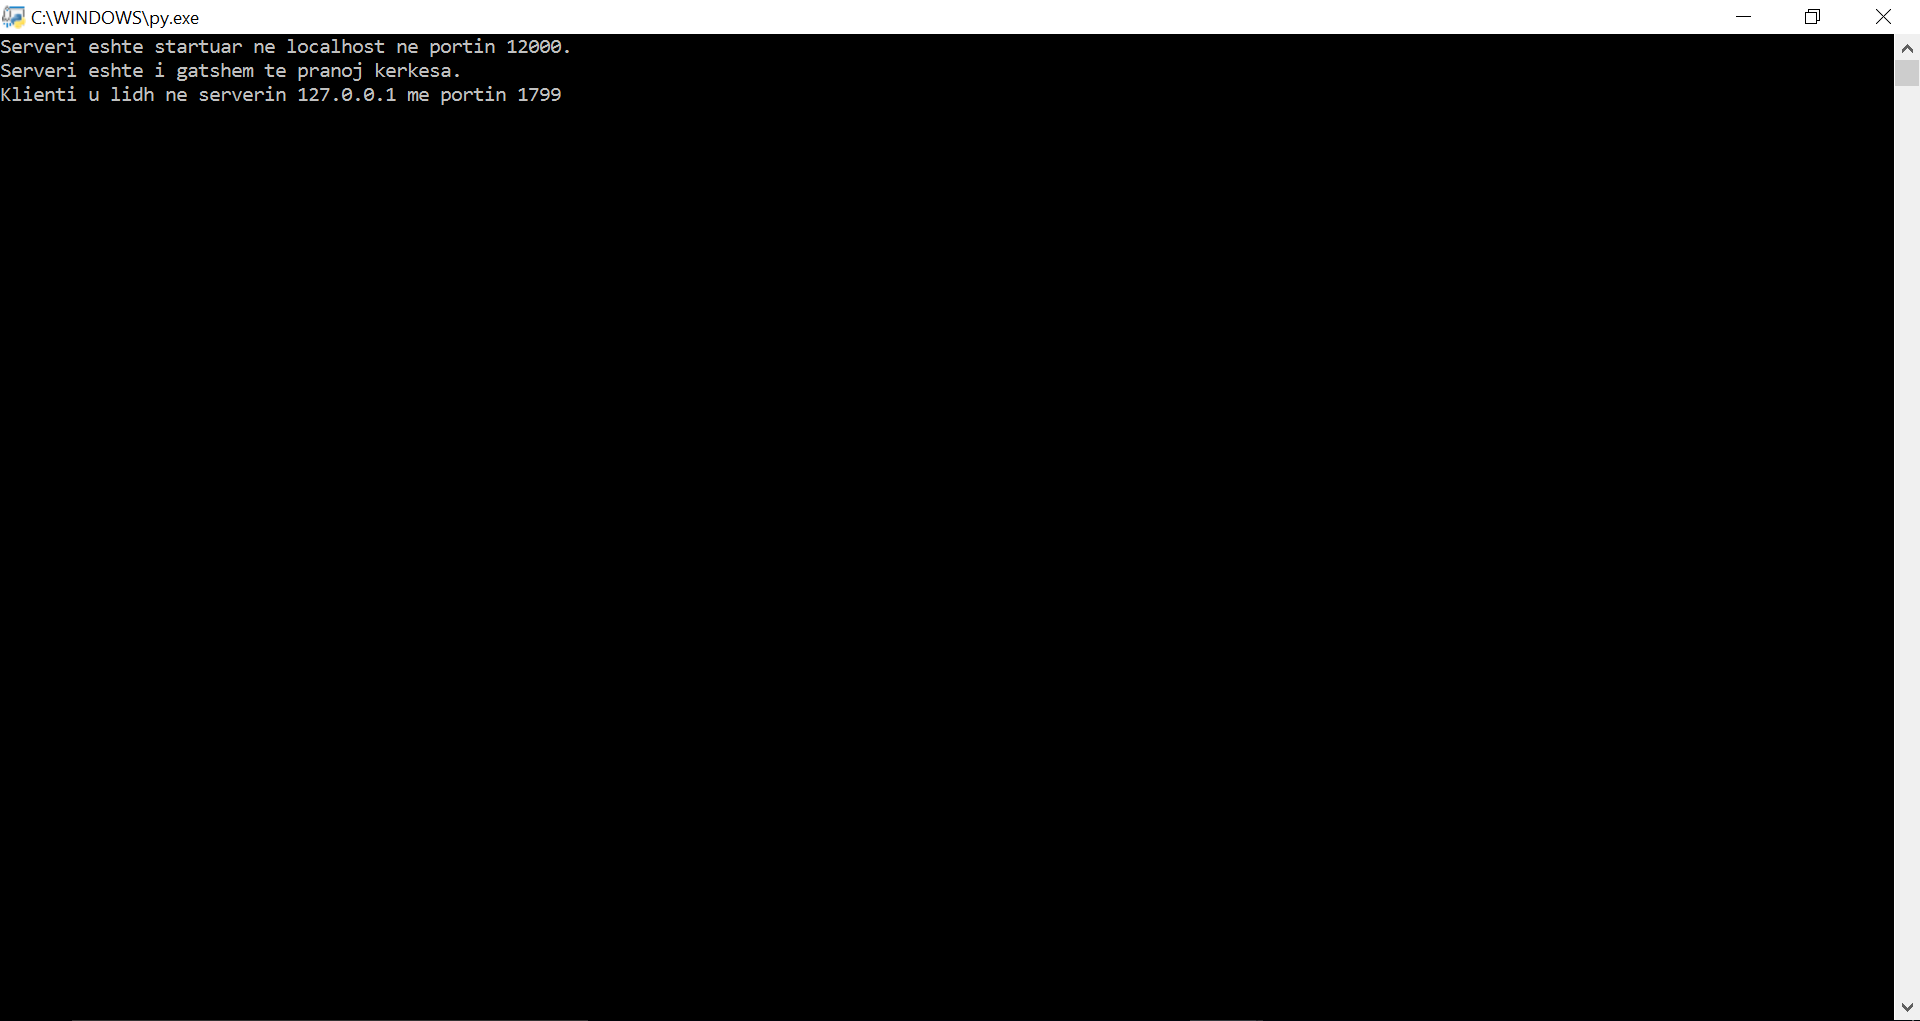 C:\WINDOWS\py.exe
Serveri eshte startuar ne localhost ne portin 12000.
Serveri eshte i gatshem te pranoj kerkesa.
Klienti u lidh ne serverin 127.0.0.1 me portin 1799